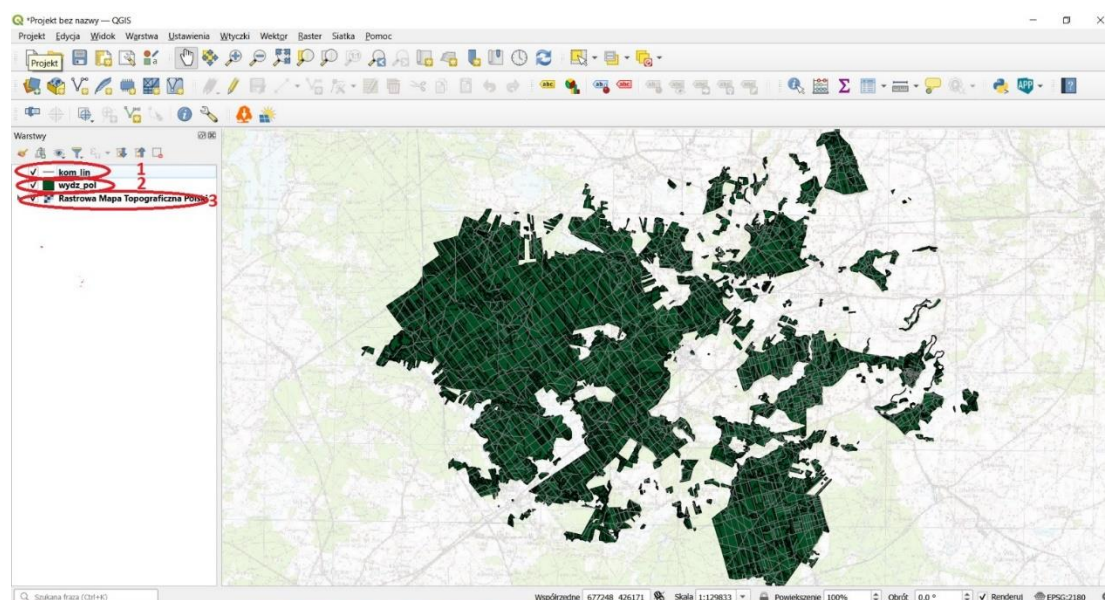 *Projekt bez nazwy — QGIS
Projekt Edycja Widok Warstwa Ustawienia Wtyczki Wektor Raster Siatka Pomoc
Projekt
Warstwy
kom_lin 1
wydz_pol 2
Rastrowa Mapa Topograficzna Polski 3
Szukana fraza (Ctrl+K) Współrzędne 677248 426171 Skala 1:129833 Powiększenie 100% Obrót 0,0 ° Renderuj EPSG:2180